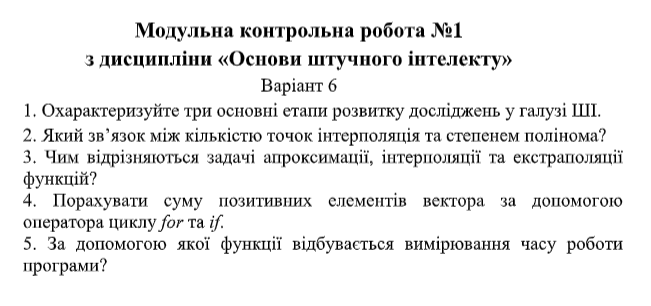 Модульна контрольна робота №1
з дисципліни «Основи штучного інтелекту»
Варіант 6
1. Охарактеризуйте три основні етапи розвитку досліджень у галузі ШІ.
2. Який зв’язок між кількістю точок інтерполяція та степенем полінома?
3. Чим відрізняються задачі апроксимації, інтерполяції та екстраполяції
функцій?
4. Порахувати суму позитивних елементів вектора за допомогою
оператора циклу for та if.
5. За допомогою якої функції відбувається вимірювання часу роботи
програми?